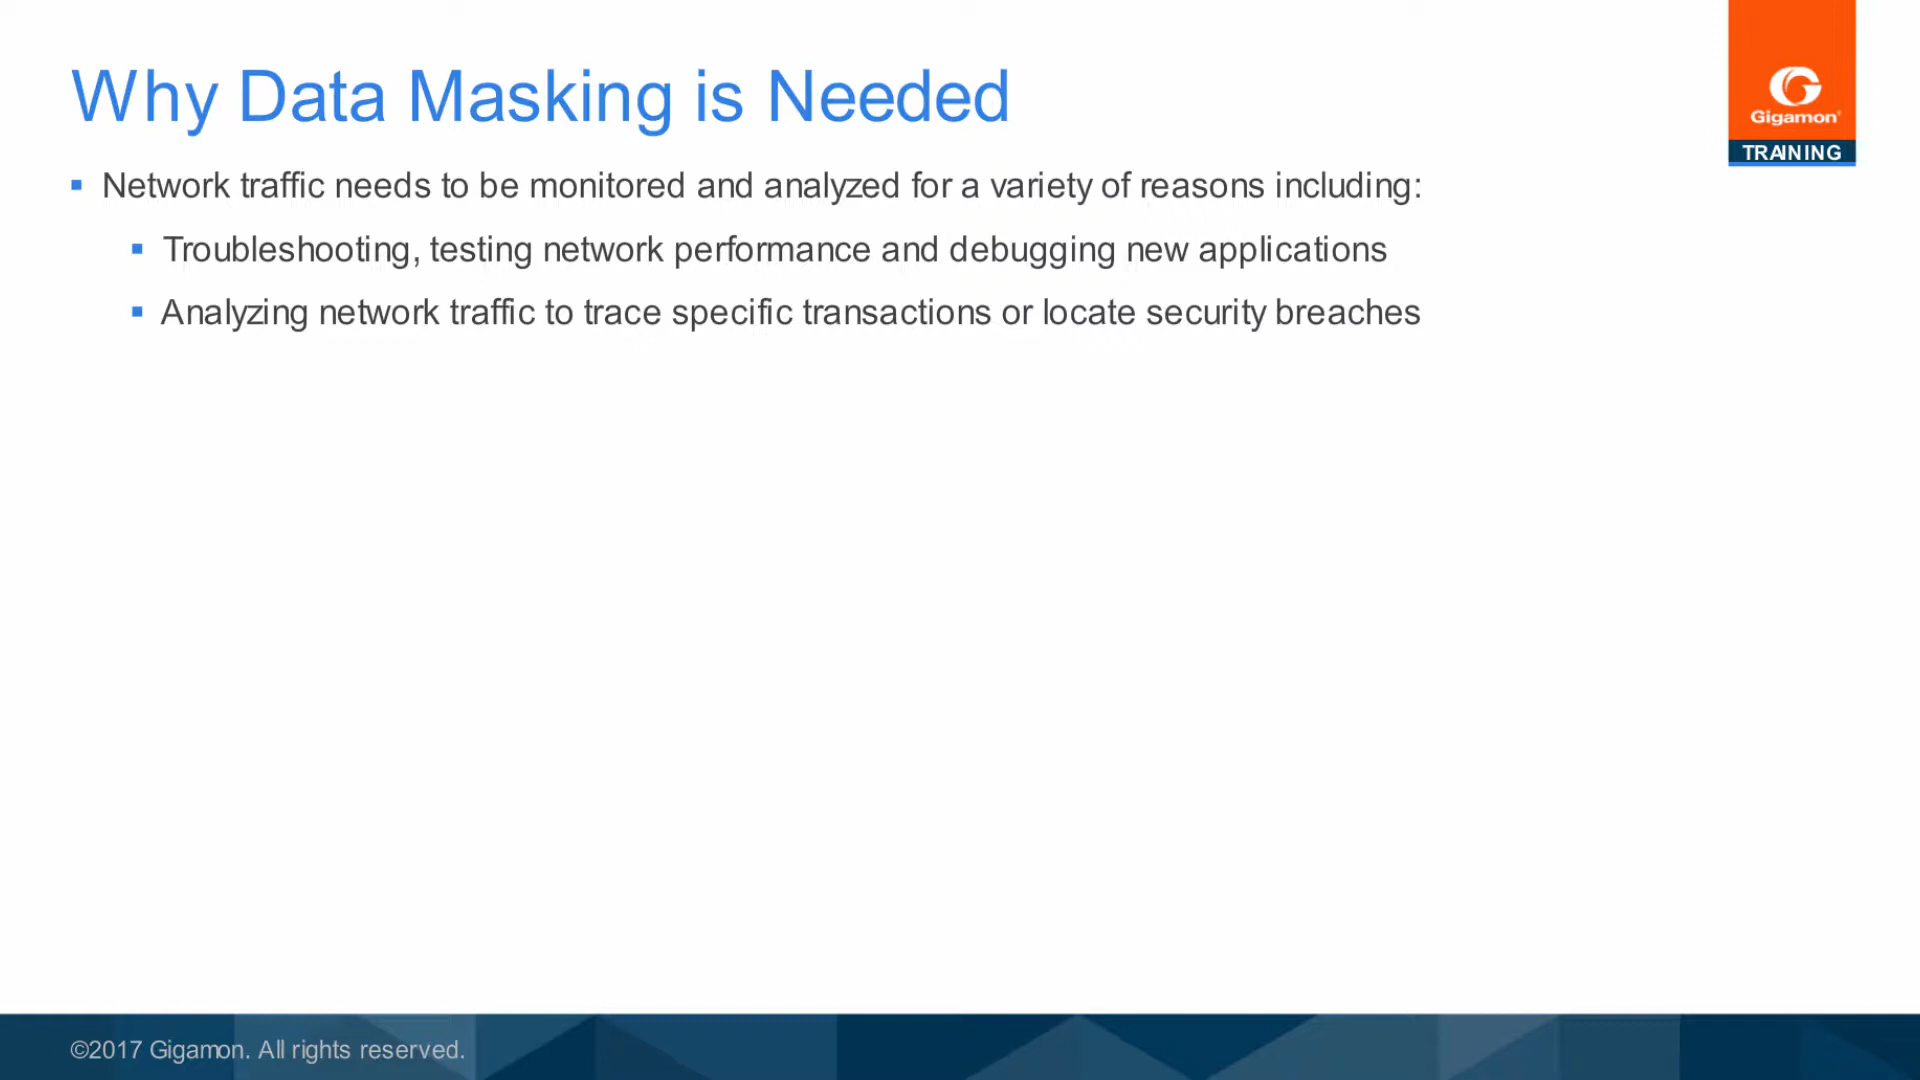 Why Data Masking is Needed
Gigamon®
TRAINING
▪ Network traffic needs to be monitored and analyzed for a variety of reasons including:
▪ Troubleshooting, testing network performance and debugging new applications
▪ Analyzing network traffic to trace specific transactions or locate security breaches
©2017 Gigamon. All rights reserved.